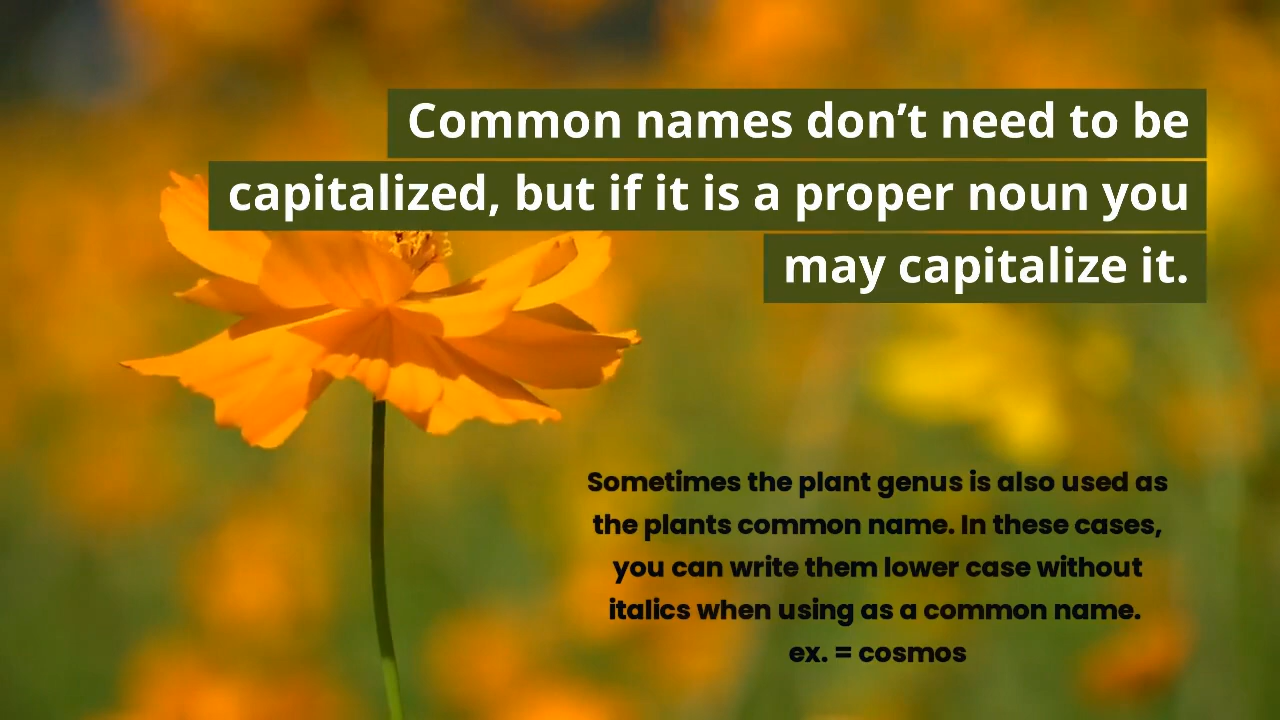 Common names don’t need to be
capitalized, but if it is a proper noun you
may capitalize it.
Sometimes the plant genus is also used as
the plants common name. In these cases,
you can write them lower case without
italics when using as a common name.
ex. = cosmos